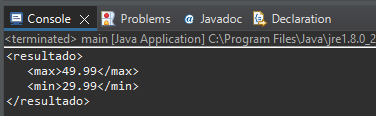 Console Problems Javadoc Declaration
<terminated> main [Java Application] C:\Program Files\Java\jre1.8.0_2
<resultado>
<max>49.99</max>
<min>29.99</min>
</resultado>